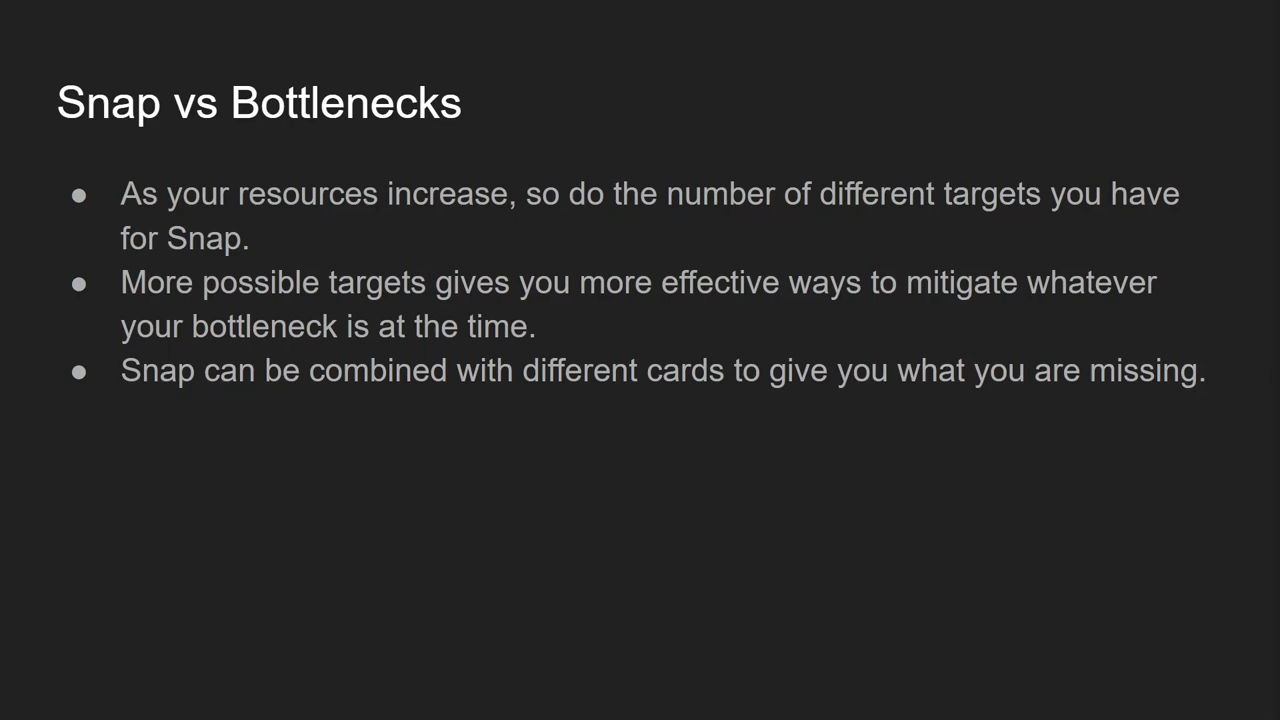 Snap vs Bottlenecks
● As your resources increase, so do the number of different targets you have
for Snap.
● More possible targets gives you more effective ways to mitigate whatever
your bottleneck is at the time.
● Snap can be combined with different cards to give you what you are missing.